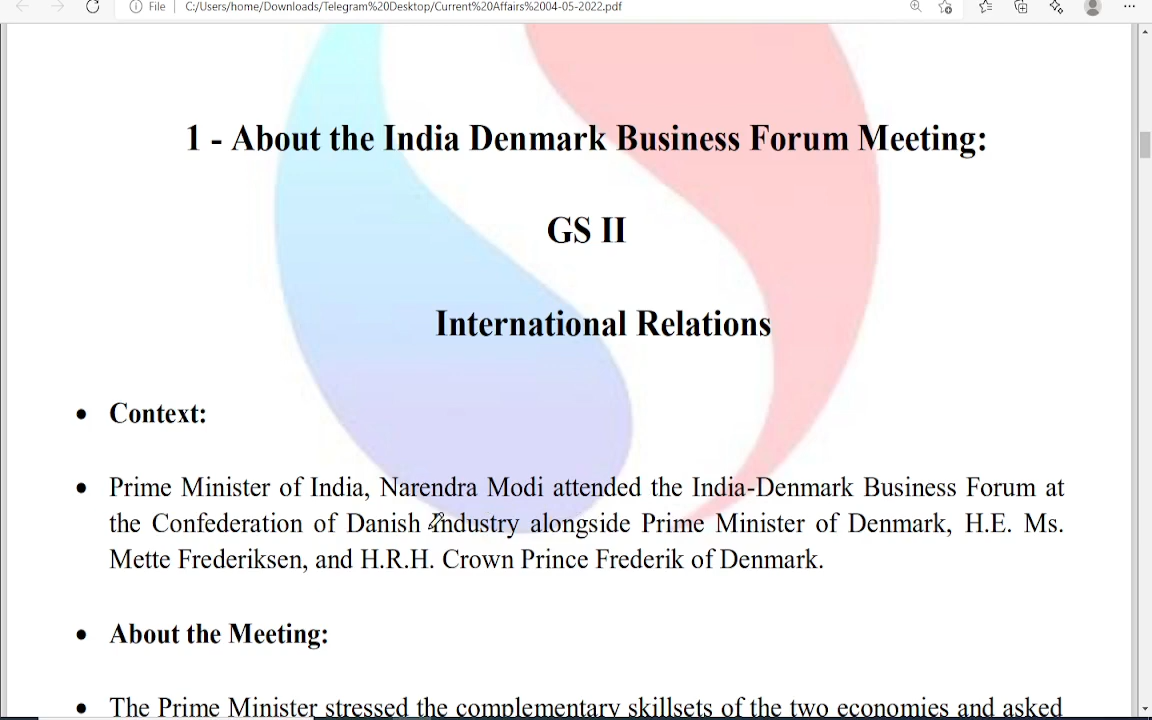 File
C:/Users/home/Downloads/Telegram%20Desktop/Current%20Affairs%2004-05-2022.pdf
1 - About the India Denmark Business Forum Meeting:
GS II
International Relations
• Context:
• Prime Minister of India, Narendra Modi attended the India-Denmark Business Forum at
the Confederation of Danish Industry alongside Prime Minister of Denmark, H.E. Ms.
Mette Frederiksen, and H.R.H. Crown Prince Frederik of Denmark.
• About the Meeting:
• The Prime Minister stressed the complementary skillsets of the two economies and asked